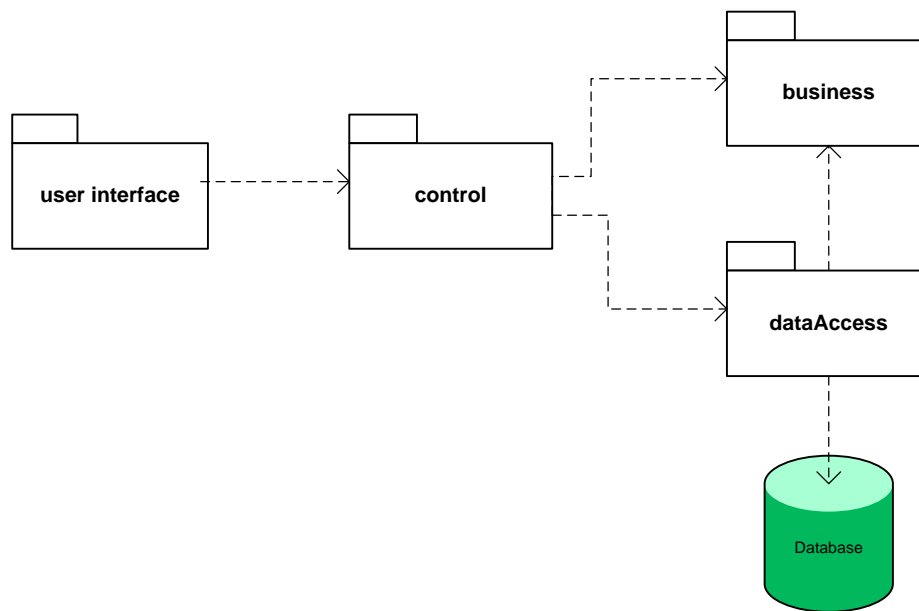 business
user interface
control
dataAccess
Database